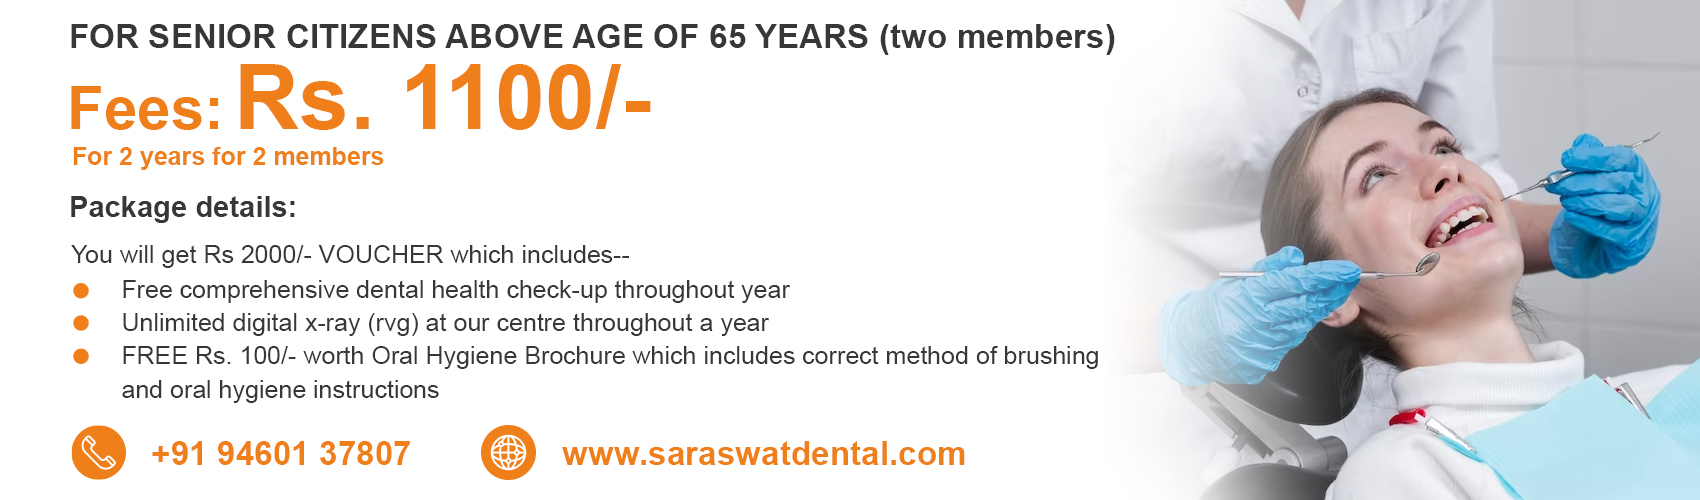 FOR SENIOR CITIZENS ABOVE AGE OF 65 YEARS (two members)
Fees: Rs. 1100/-
For 2 years for 2 members
Package details:
You will get Rs 2000/- VOUCHER which includes--
Free comprehensive dental health check-up throughout year
Unlimited digital x-ray (rvg) at our centre throughout a year
FREE Rs. 100/- worth Oral Hygiene Brochure which includes correct method of brushing
and oral hygiene instructions
+91 94601 37807
www.saraswatdental.com